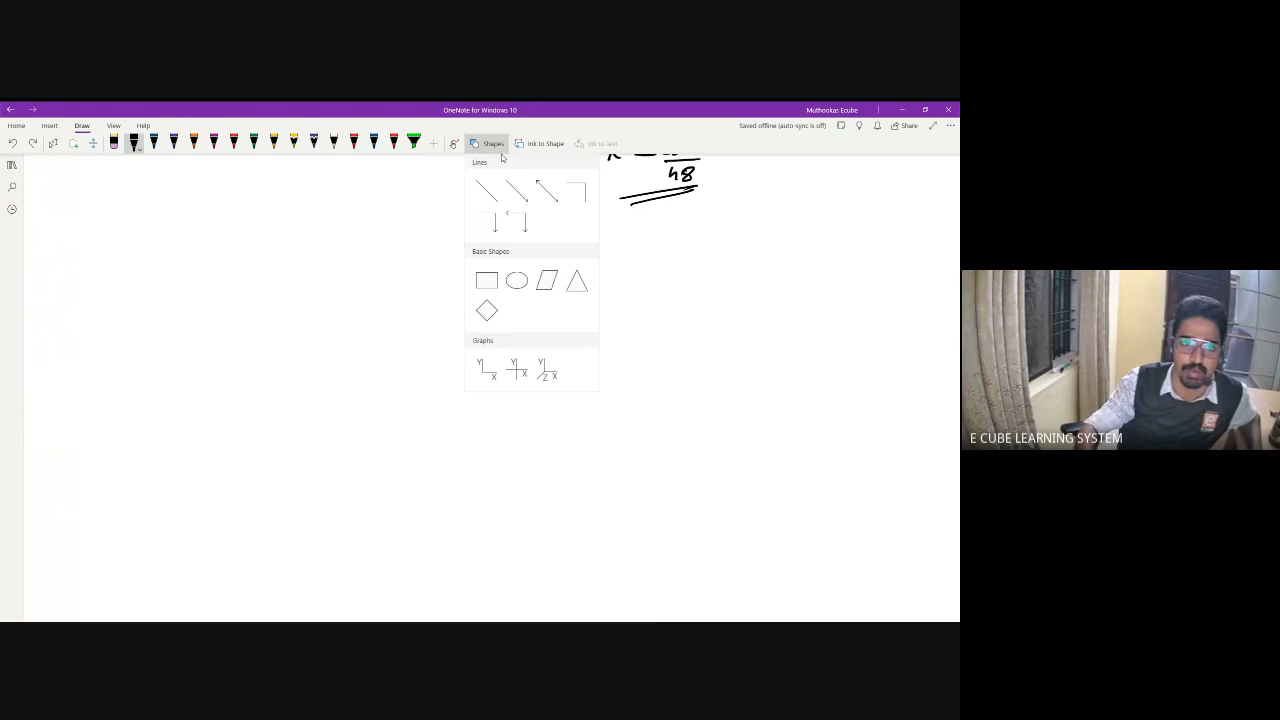 OneNote for Windows 10
Muthookas Ecube
Home Insert Draw View Help
Saved offline (auto-sync is off)
Share
Shapes
Ink to Shape
Ink to Text
Lines
48
Basic Shapes
Graphs
Y X
Y X
Y Z X
E CUBE LEARNING SYSTEM